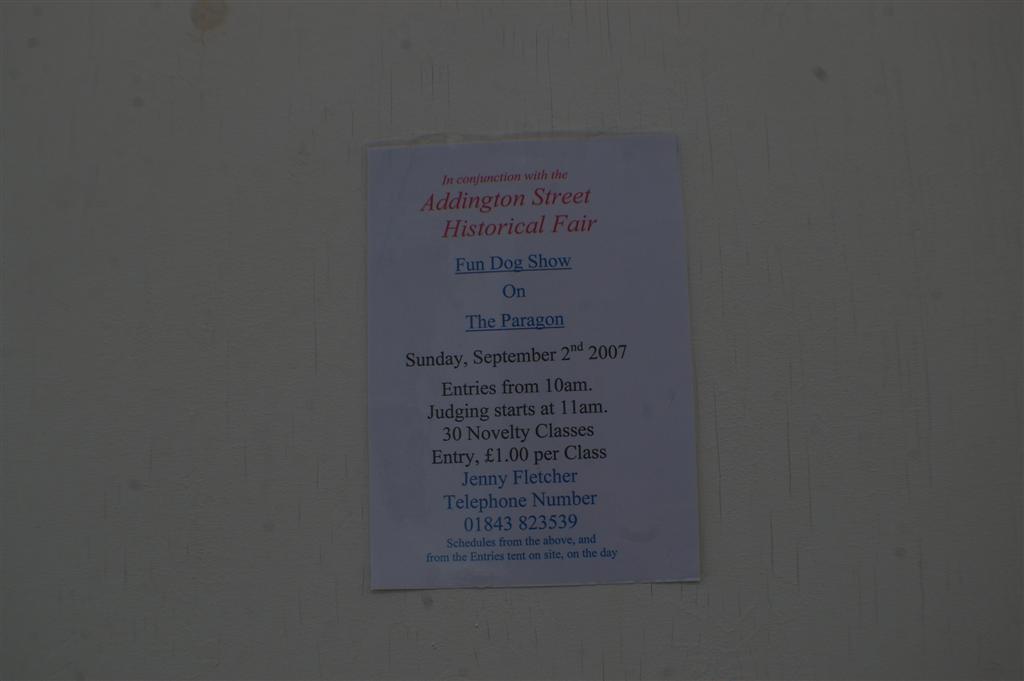 In conjunction with the
Addington Street
Historical Fair
Fun Dog Show
On
The Paragon
Sunday, September 2nd 2007
Entries from 10am.
Judging starts at 11am.
30 Novelty Classes
Entry, £1.00 per Class
Jenny Fletcher
Telephone Number
01843 823539
Schedules from the above, and
from the Entries tent on site, on the day